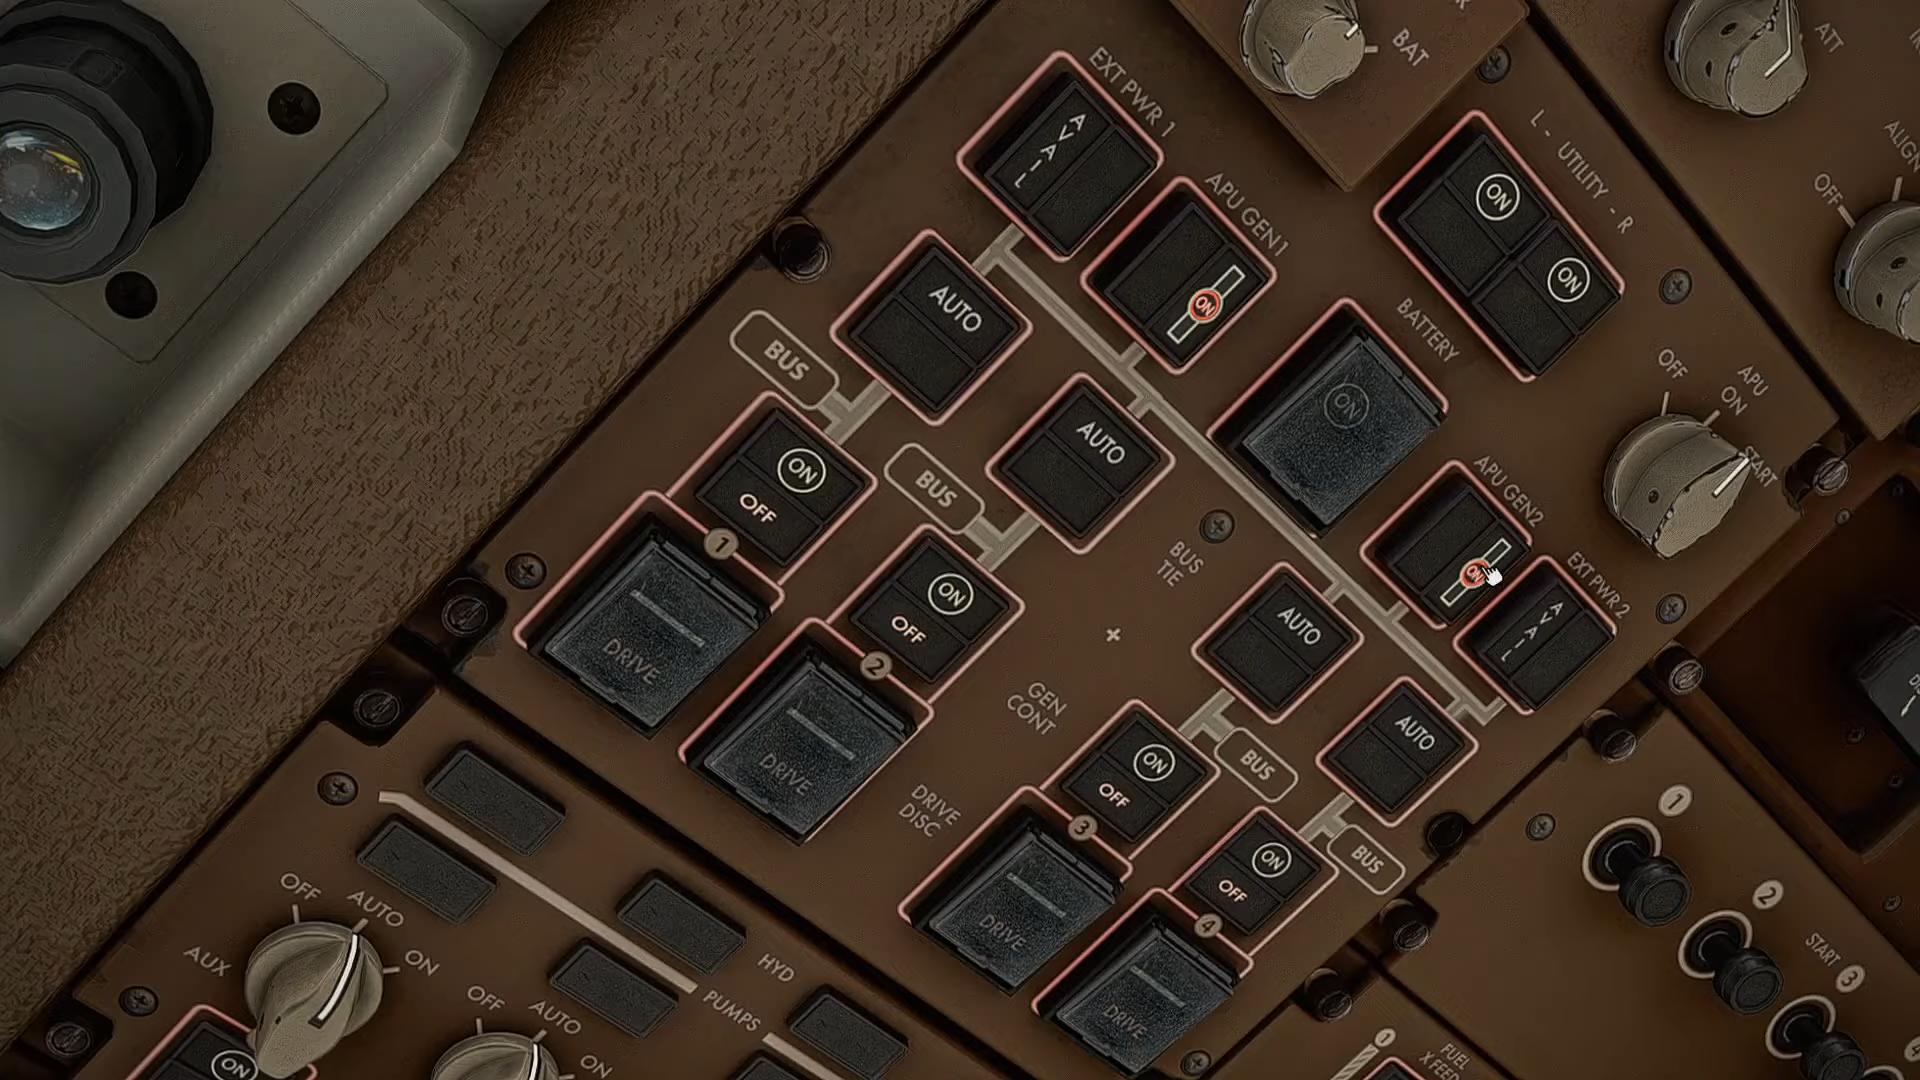 BAT
ATT
EXT PWR 1
AVAIL
APU GEN1
ON
L - UTILITY - R
ON
ON
ALIGN
OFF
AUTO
BUS
BATTERY
ON
OFF
APU
ON
START
AUTO
ON
OFF
1
BUS
APU GEN2
ON
EXT PWR 2
AVAIL
BUS
TIE
AUTO
DRIVE
ON
OFF
2
GEN
CONT
AUTO
DRIVE
ON
OFF
3
BUS
DRIVE
DISC
BUS
DRIVE
ON
OFF
4
DRIVE
1
2
START
3
OFF
AUTO
ON
AUX
HYD
PUMPS
OFF
AUTO
ON
ON
1
FUEL
X FEED